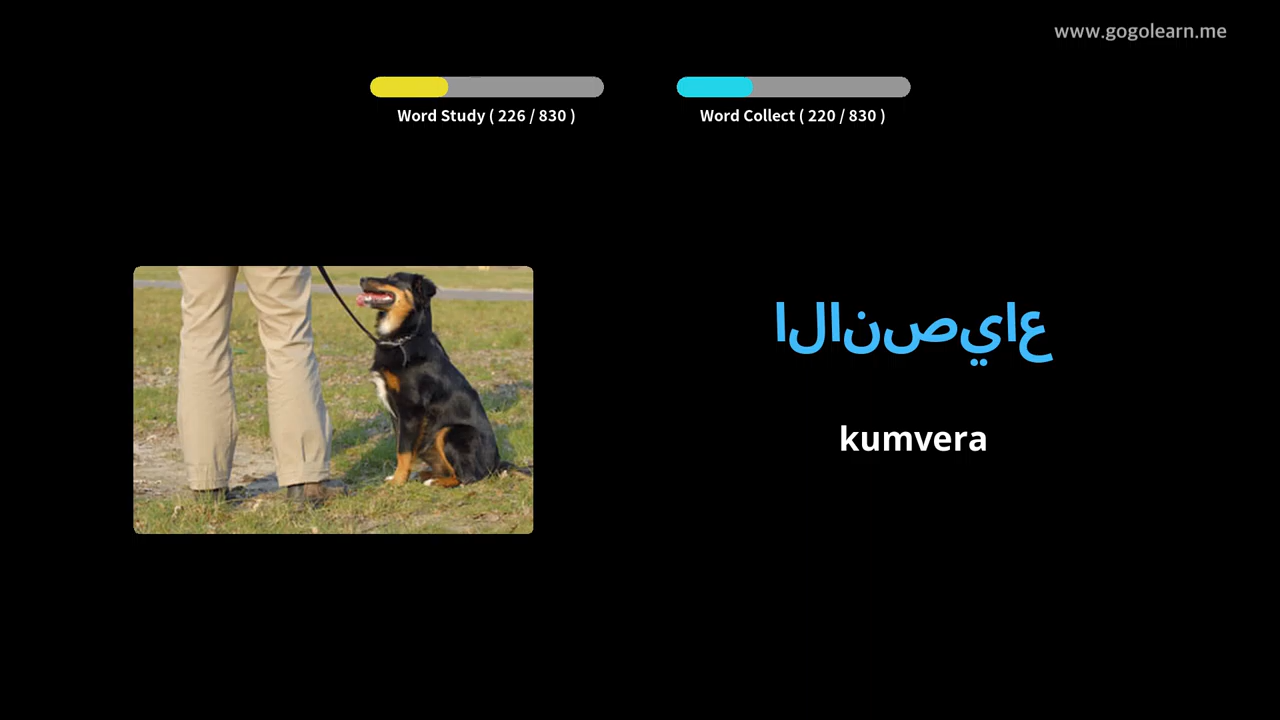 www.gogolearn.me
Word Study ( 226 / 830 )
Word Collect ( 220 / 830 )
الانصياع
kumvera